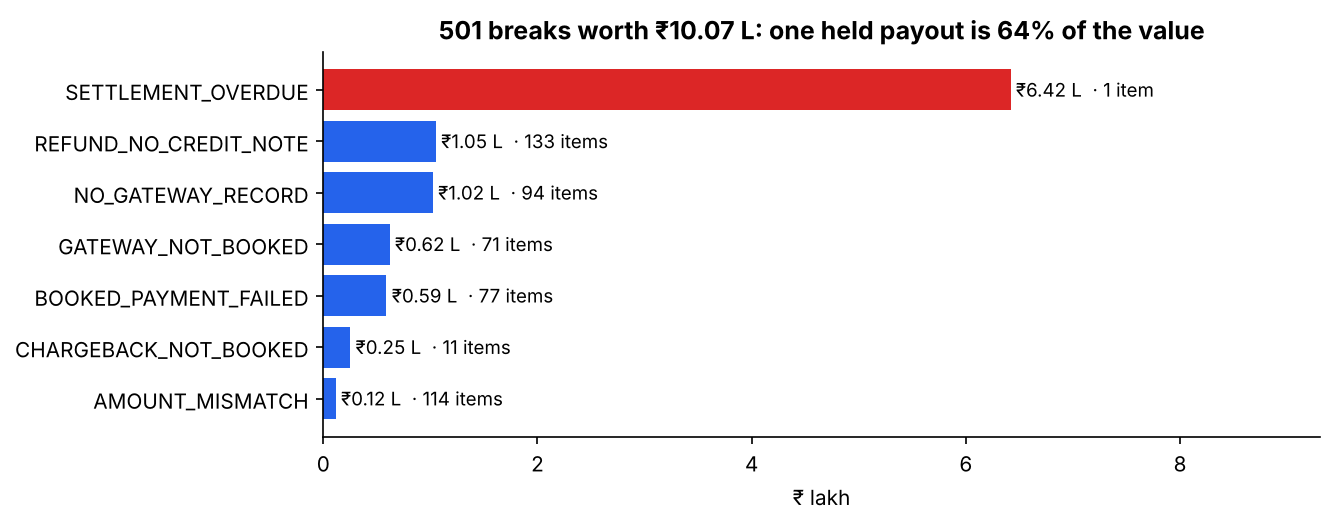 501 breaks worth ₹10.07 L: one held payout is 64% of the value
SETTLEMENT_OVERDUE ₹6.42 L · 1 item
REFUND_NO_CREDIT_NOTE ₹1.05 L · 133 items
NO_GATEWAY_RECORD ₹1.02 L · 94 items
GATEWAY_NOT_BOOKED ₹0.62 L · 71 items
BOOKED_PAYMENT_FAILED ₹0.59 L · 77 items
CHARGEBACK_NOT_BOOKED ₹0.25 L · 11 items
AMOUNT_MISMATCH ₹0.12 L · 114 items
0 2 4 6 8
₹ lakh